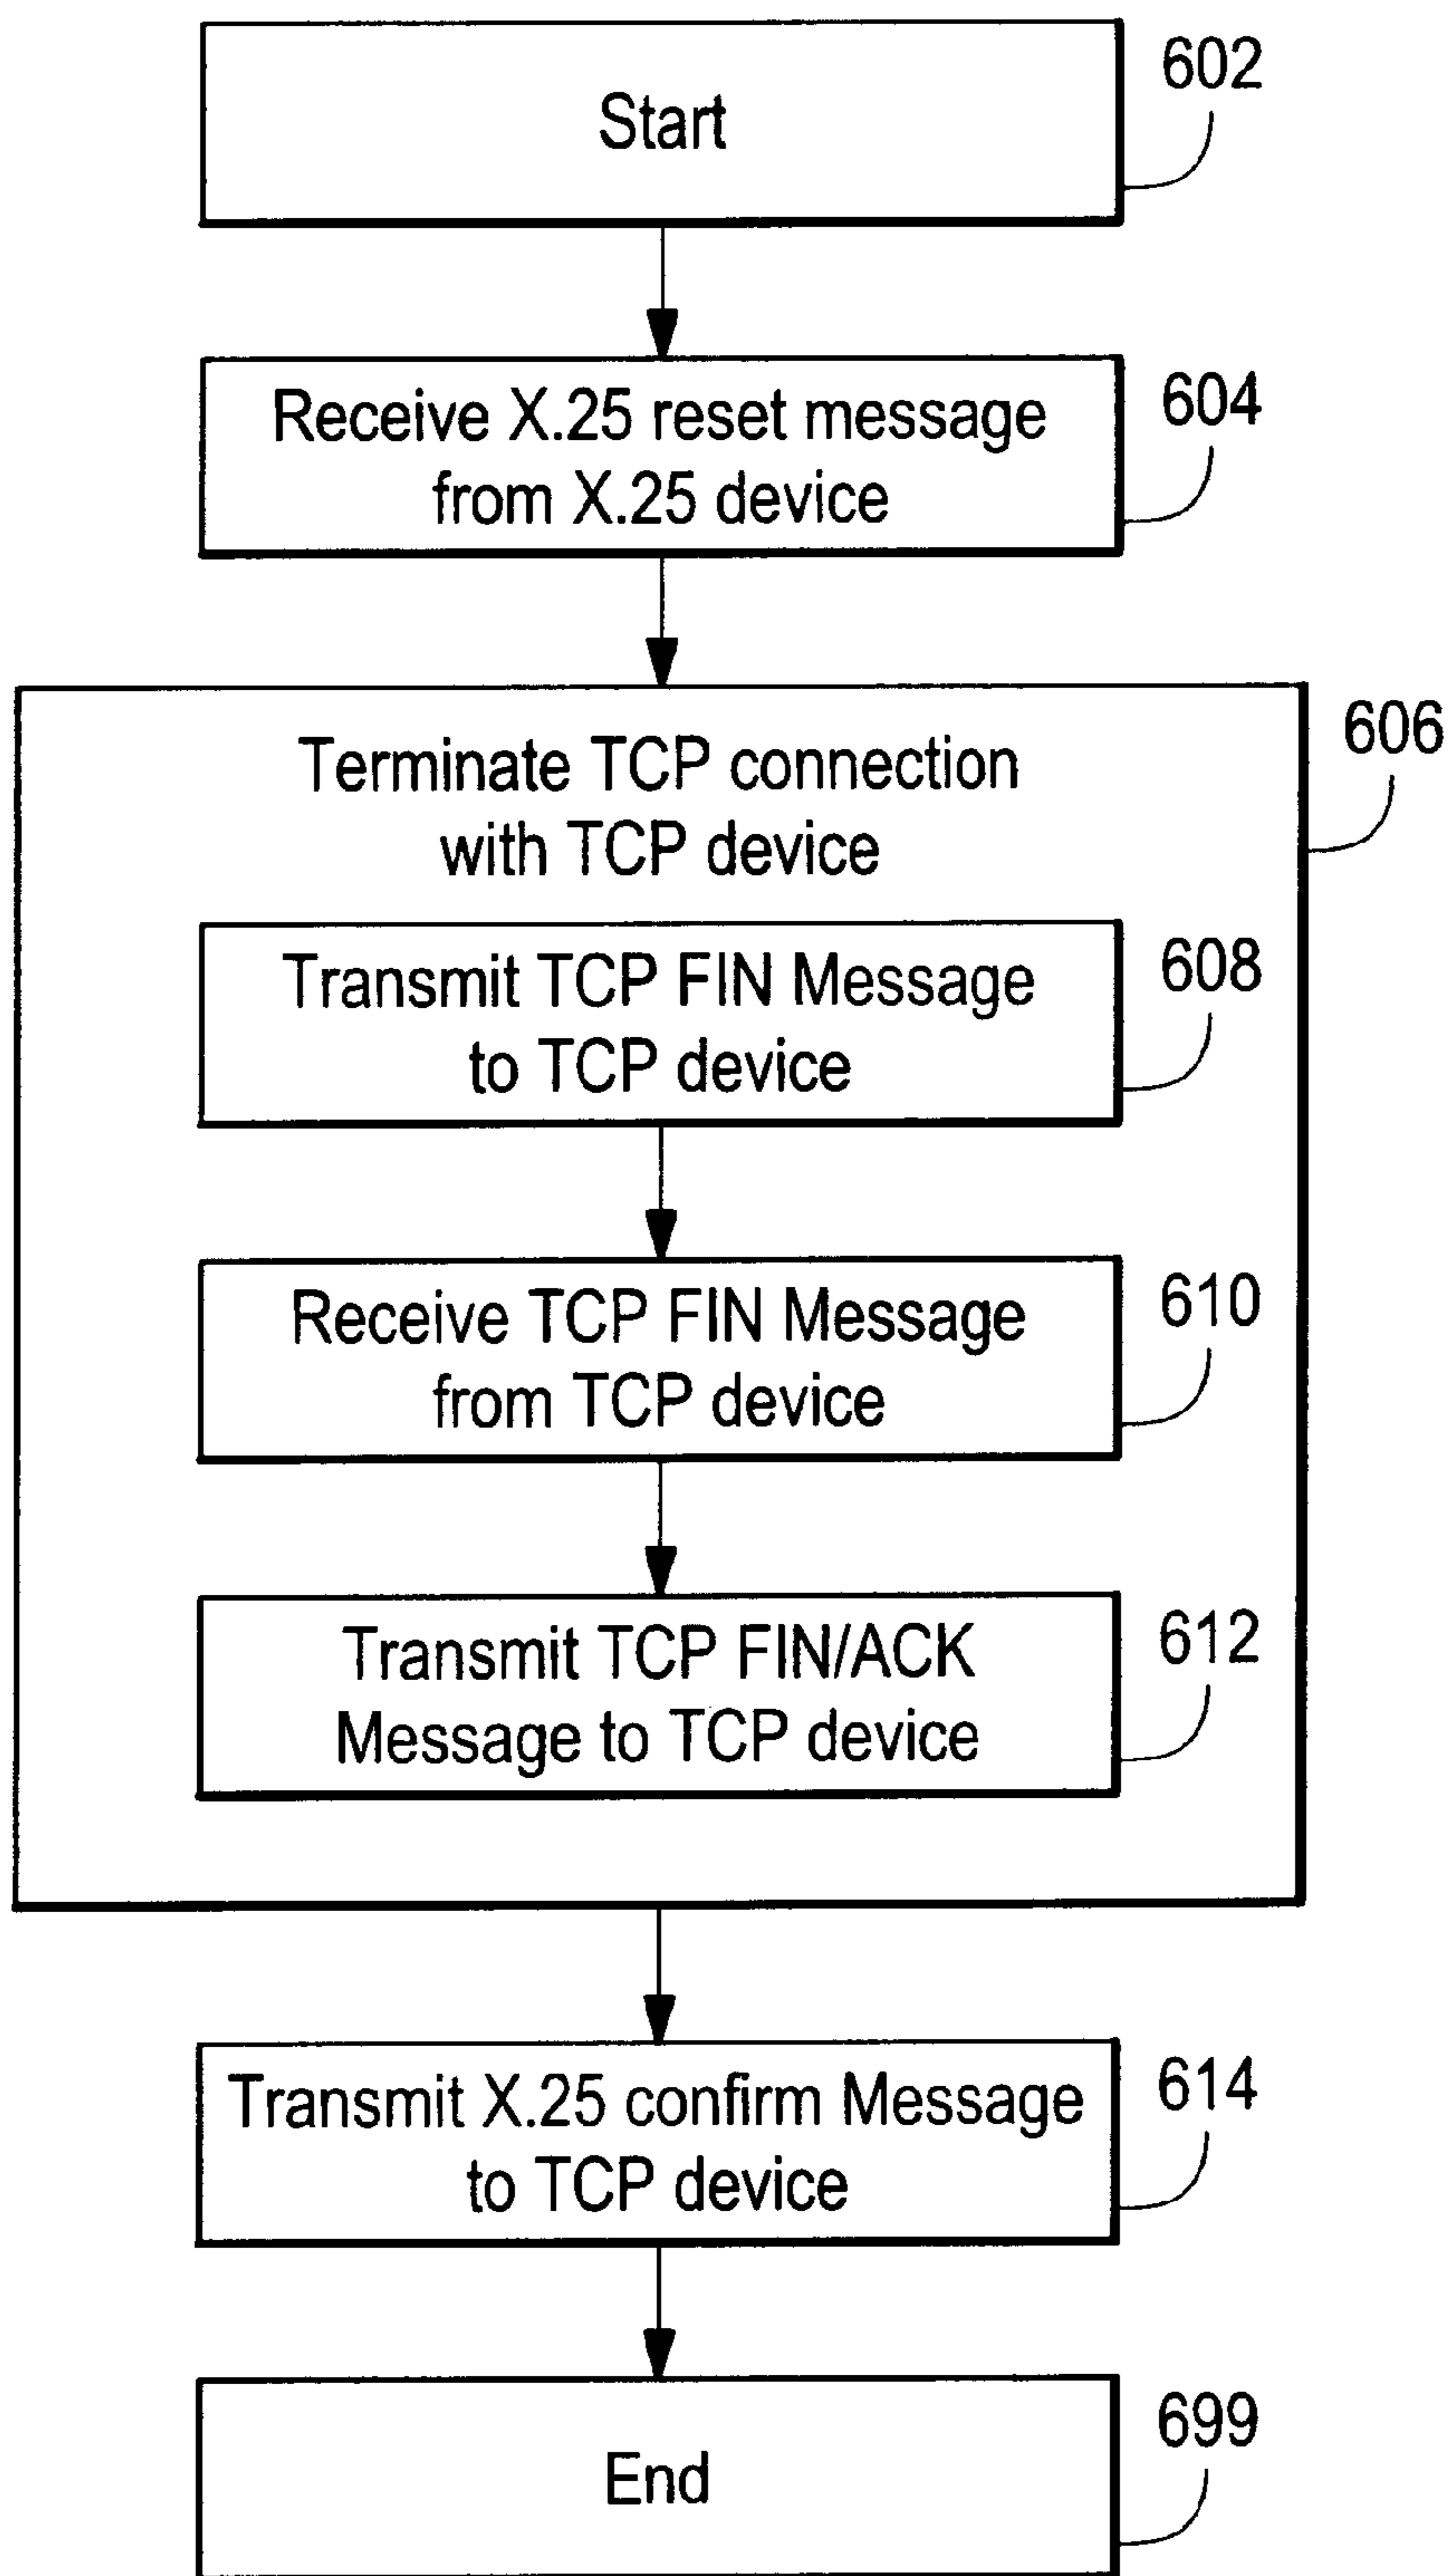 Start
602
Receive X.25 reset message
from X.25 device
604
Terminate TCP connection
with TCP device
606
Transmit TCP FIN Message
to TCP device
608
Receive TCP FIN Message
from TCP device
610
Transmit TCP FIN/ACK
Message to TCP device
612
Transmit X.25 confirm Message
to TCP device
614
End
699